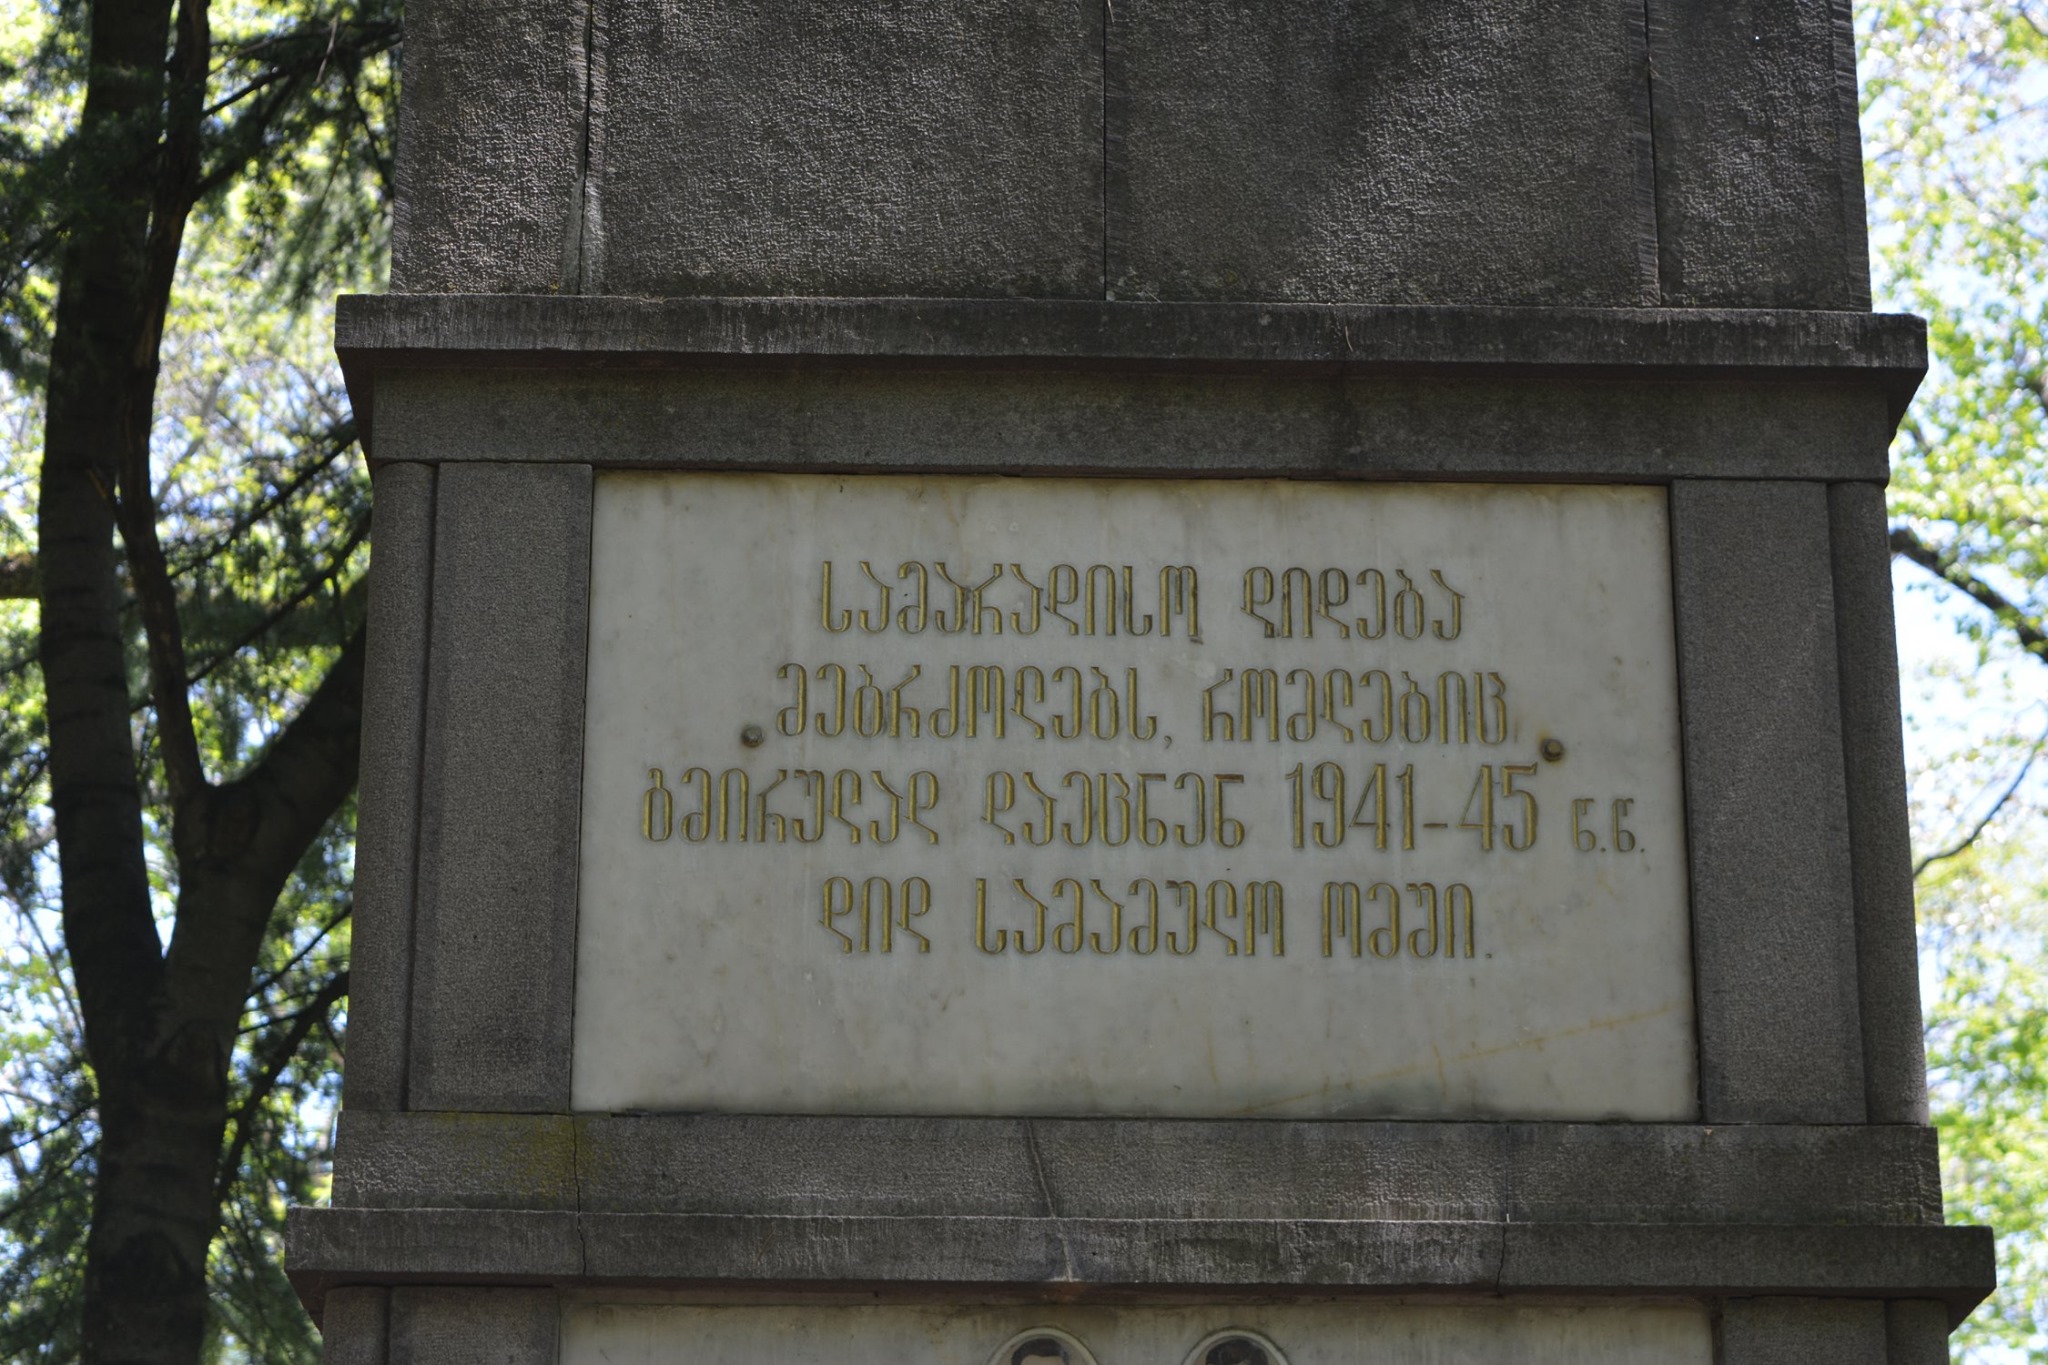 სამარადისო დიდება
მებრძოლებს, რომლებიც
გმირულად დაეცნენ 1941-45 წ.წ.
დიდ სამამულო ომში.